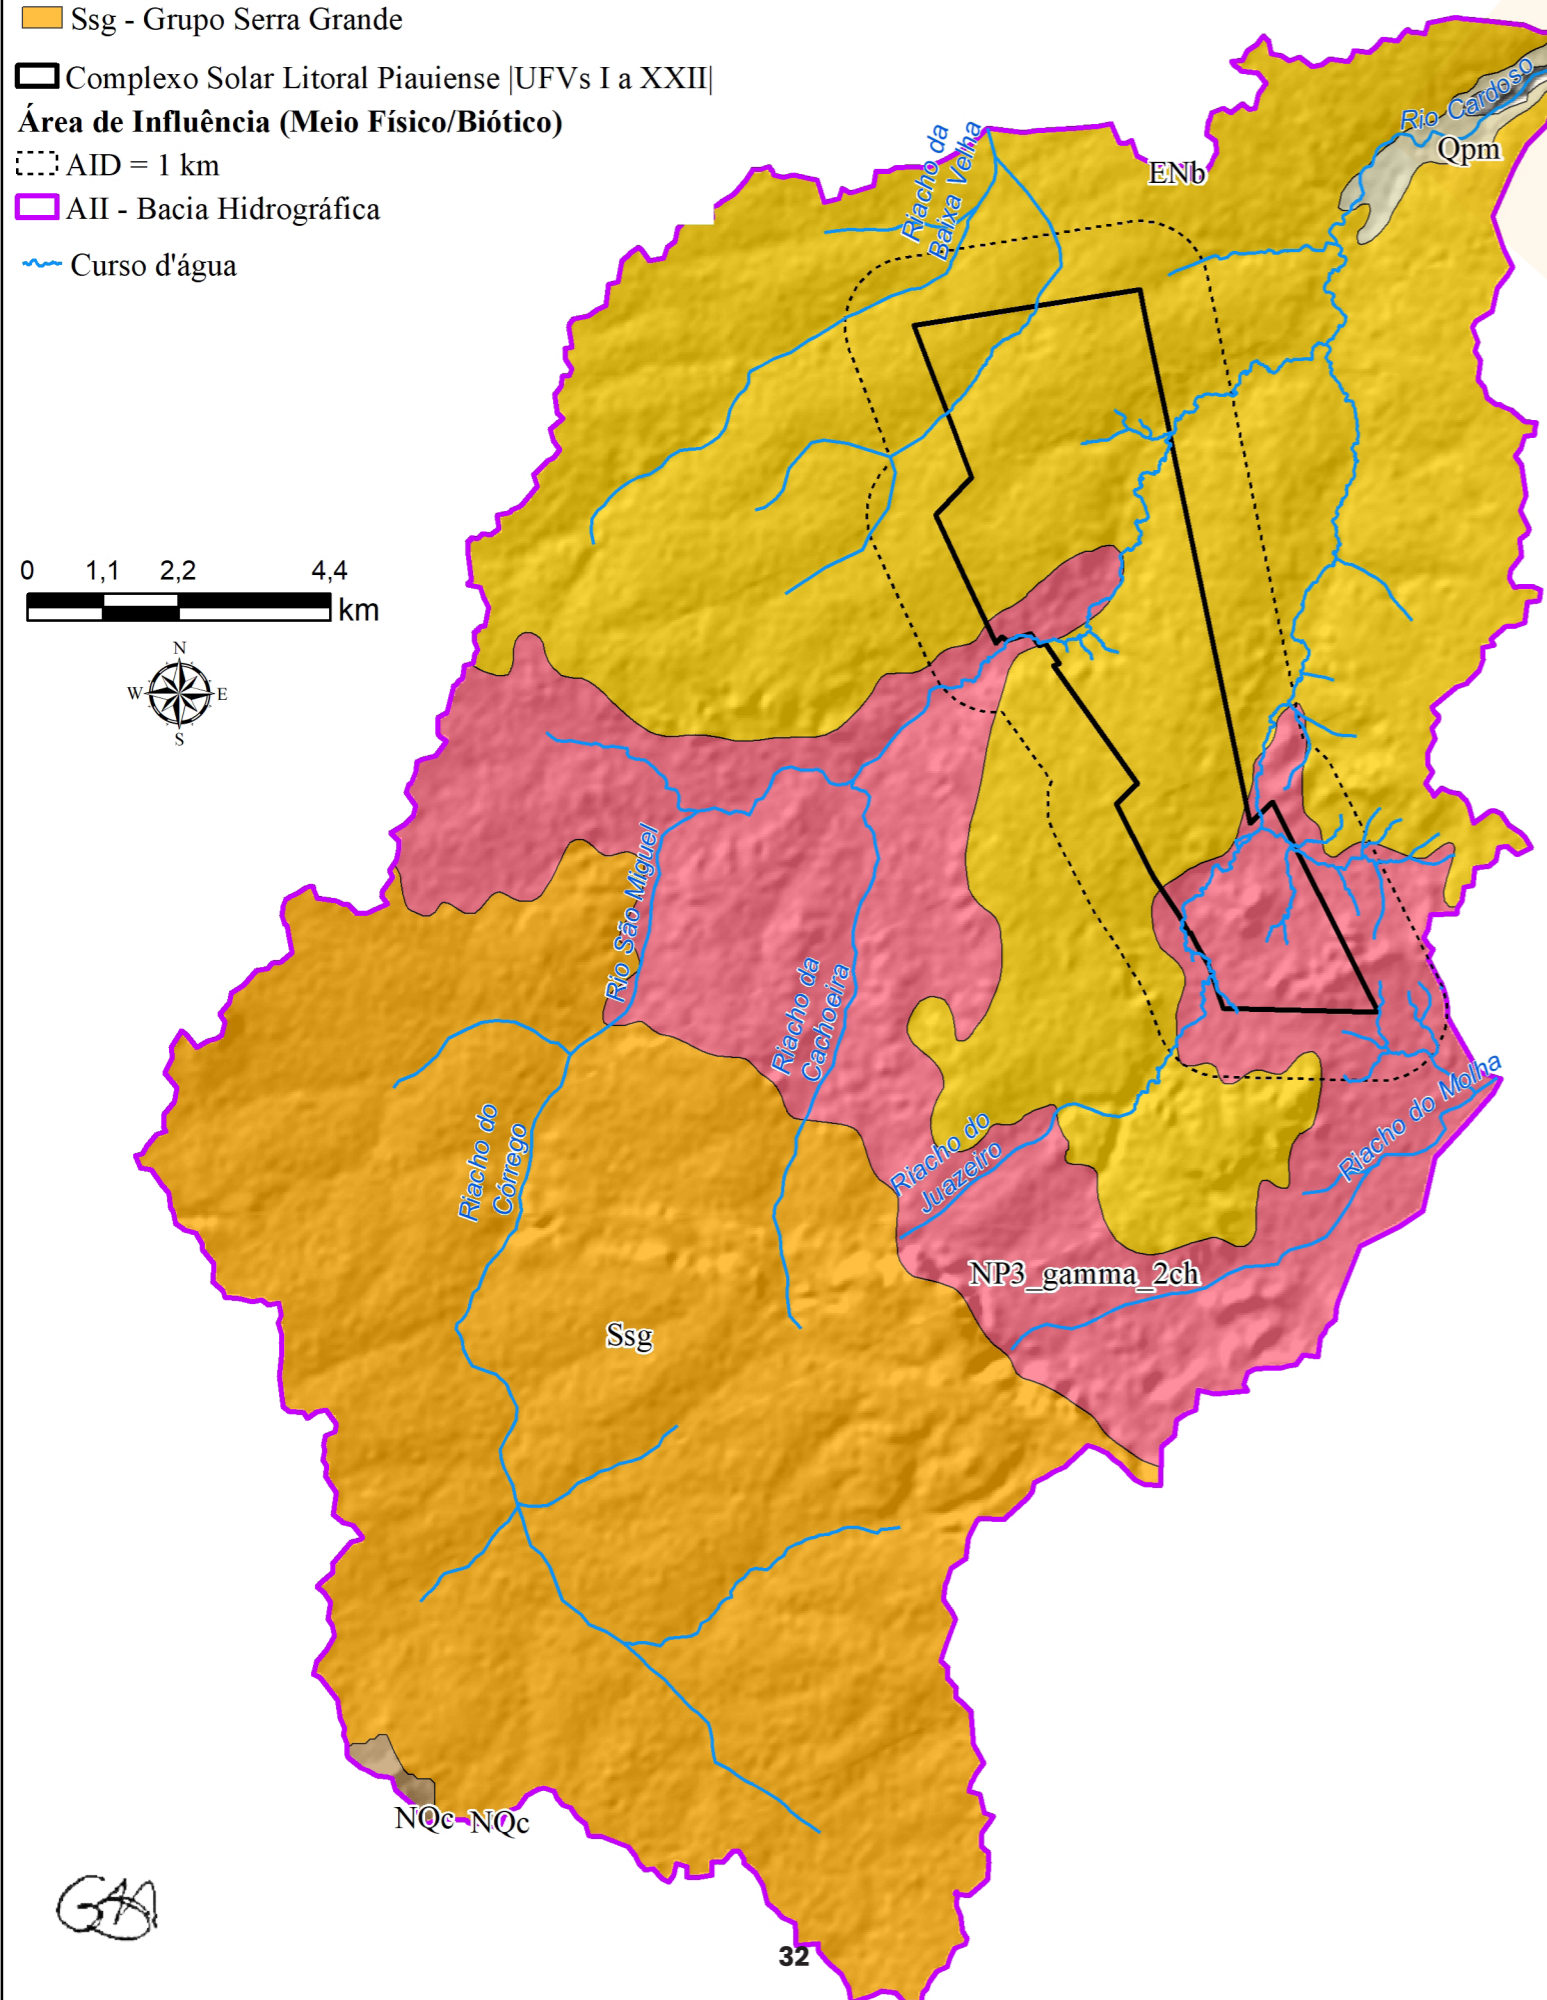 Ssg - Grupo Serra Grande
Complexo Solar Litoral Piauiense |UFVs I a XXII|
Área de Influência (Meio Físico/Biótico)
AID = 1 km
AII - Bacia Hidrográfica
Curso d'água
Rio Cardoso
Qpm
ENb
Riacho da
Baixa Velha
0 1,1 2,2 4,4
km
N
W E
S
Rio São Miguel
Riacho da
Cachoeira
Riacho do
Córrego
Riacho do
Juazeiro
Riacho do Molha
NP3_gamma_2ch
Ssg
NQc NQc
32